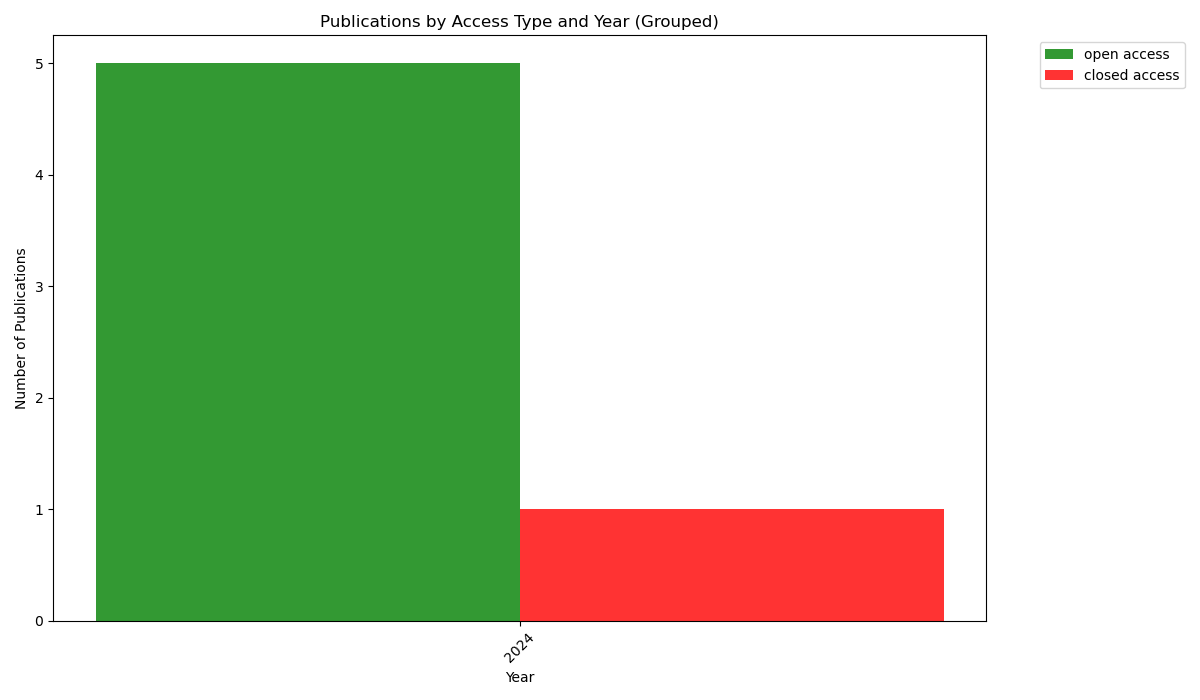 Publications by Access Type and Year (Grouped)
open access
closed access
Number of Publications
5
4
3
2
1
0
2024
Year